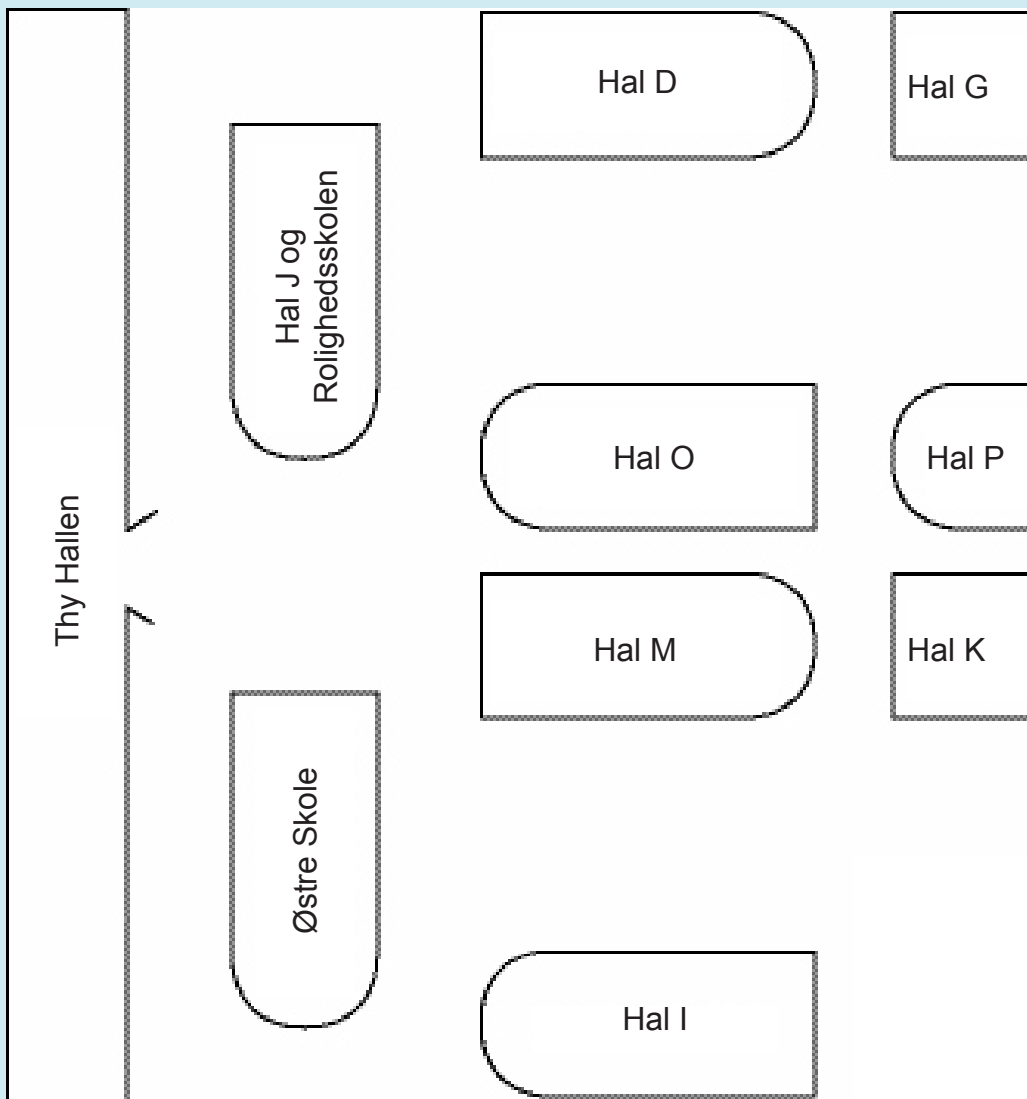 Hal D
Hal G
Hal J og
Rolighedsskolen
Hal O
Hal P
Thy Hallen
Hal M
Hal K
Østre Skole
Hal I